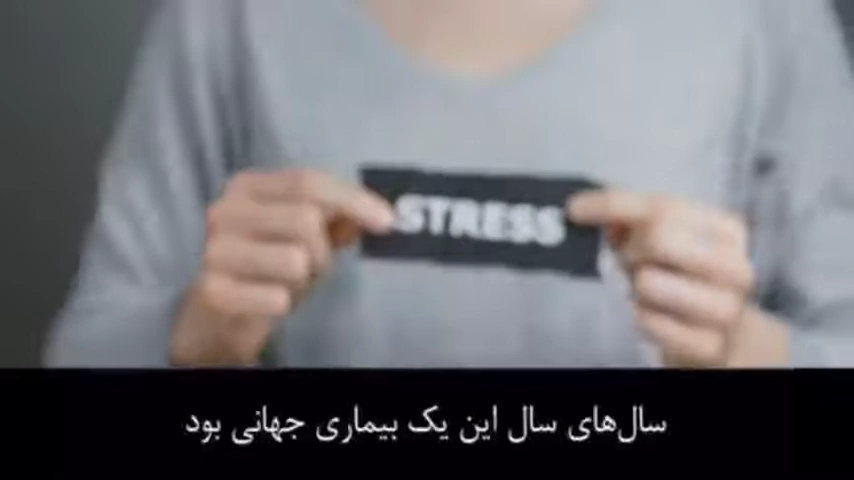 STRESS
سال‌های سال این یک بیماری جهانی بود